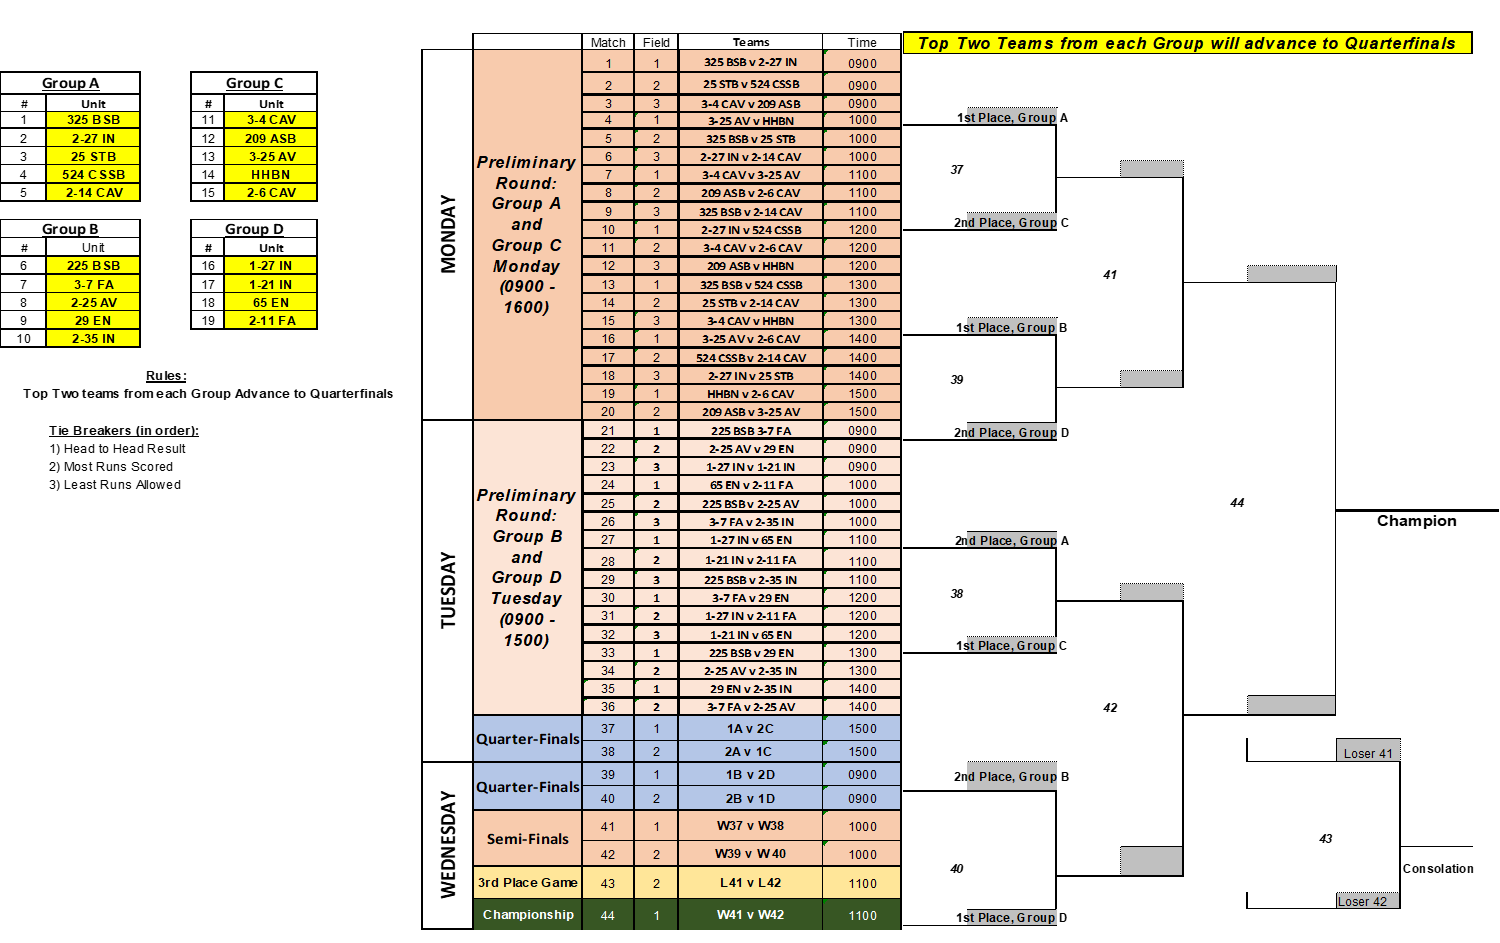 Group A
# Unit
1 325 BSB
2 2-27 IN
3 25 STB
4 524 CSSB
5 2-14 CAV
Group C
# Unit
11 3-4 CAV
12 209 ASB
13 3-25 AV
14 HHBN
15 2-6 CAV
Group B
# Unit
6 225 BSB
7 3-7 FA
8 2-25 AV
9 29 EN
10 2-35 IN
Group D
# Unit
16 1-27 IN
17 1-21 IN
18 65 EN
19 2-11 FA
Rules:
Top Two teams from each Group Advance to Quarterfinals
Tie Breakers (in order):
1) Head to Head Result
2) Most Runs Scored
3) Least Runs Allowed
Match Field Teams Time
MONDAY
Preliminary
Round:
Group A
and
Group C
Monday
(0900 -
1600)
1 1 325 BSB v 2-27 IN 0900
2 2 25 STB v 524 CSSB 0900
3 3 3-4 CAV v 209 ASB 0900
4 1 3-25 AV v HHBN 1000
5 2 325 BSB v 25 STB 1000
6 3 2-27 IN v 2-14 CAV 1000
7 1 3-4 CAV v 3-25 AV 1100
8 2 209 ASB v 2-6 CAV 1100
9 3 325 BSB v 2-14 CAV 1100
10 1 2-27 IN v 524 CSSB 1200
11 2 3-4 CAV v 2-6 CAV 1200
12 3 209 ASB v HHBN 1200
13 1 325 BSB v 524 CSSB 1300
14 2 25 STB v 2-14 CAV 1300
15 3 3-4 CAV v HHBN 1300
16 1 3-25 AV v 2-6 CAV 1400
17 2 524 CSSB v 2-14 CAV 1400
18 3 2-27 IN v 25 STB 1400
19 1 HHBN v 2-6 CAV 1500
20 2 209 ASB v 3-25 AV 1500
TUESDAY
Preliminary
Round:
Group B
and
Group D
Tuesday
(0900 -
1500)
21 1 225 BSB 3-7 FA 0900
22 2 2-25 AV v 29 EN 0900
23 3 1-27 IN v 1-21 IN 0900
24 1 65 EN v 2-11 FA 1000
25 2 225 BSB v 2-25 AV 1000
26 3 3-7 FA v 2-35 IN 1000
27 1 1-27 IN v 65 EN 1100
28 2 1-21 IN v 2-11 FA 1100
29 3 225 BSB v 2-35 IN 1100
30 1 3-7 FA v 29 EN 1200
31 2 1-27 IN v 2-11 FA 1200
32 3 1-21 IN v 65 EN 1200
33 1 225 BSB v 29 EN 1300
34 2 2-25 AV v 2-35 IN 1300
35 1 29 EN v 2-35 IN 1400
36 2 3-7 FA v 2-25 AV 1400
Quarter-Finals
37 1 1A v 2C 1500
38 2 2A v 1C 1500
WEDNESDAY
Quarter-Finals
39 1 1B v 2D 0900
40 2 2B v 1D 0900
Semi-Finals
41 1 W37 v W38 1000
42 2 W39 v W40 1000
3rd Place Game 43 2 L41 v L42 1100
Championship 44 1 W41 v W42 1100
Top Two Teams from each Group will advance to Quarterfinals
1st Place, Group A
37
2nd Place, Group C
41
1st Place, Group B
39
2nd Place, Group D
44
Champion
2nd Place, Group A
38
1st Place, Group C
42
2nd Place, Group B
40
1st Place, Group D
Loser 41
43
Consolation
Loser 42